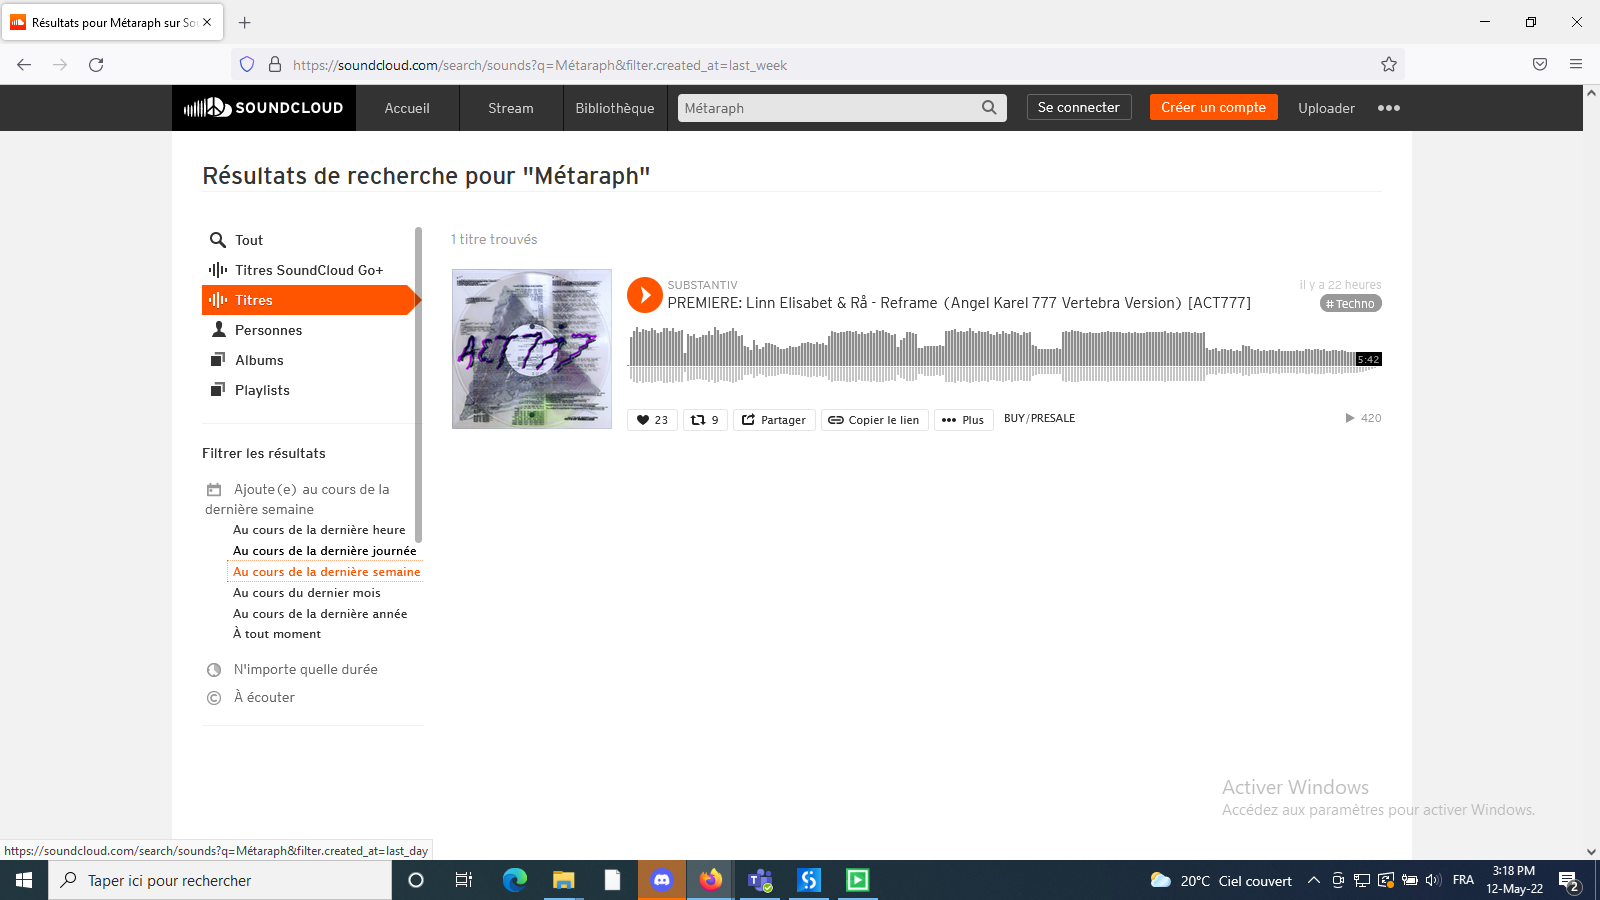 Résultats pour Métaraph sur So
https://soundcloud.com/search/sounds?q=Métaraph&filter.created_at=last_week
SOUNDCLOUD
Accueil
Stream
Bibliothèque
Métaraph
Se connecter
Créer un compte
Uploader
Résultats de recherche pour "Métaraph"
Tout
Titres SoundCloud Go+
Titres
Personnes
Albums
Playlists
Filtrer les résultats
Ajoute(e) au cours de la
dernière semaine
Au cours de la dernière heure
Au cours de la dernière journée
Au cours de la dernière semaine
Au cours du dernier mois
Au cours de la dernière année
À tout moment
N'importe quelle durée
À écouter
1 titre trouvés
ACT777
SUBSTANTIV
il y a 22 heures
PREMIERE: Linn Elisabet & Rå - Reframe (Angel Karel 777 Vertebra Version) [ACT777]
# Techno
5:42
23
9
Partager
Copier le lien
Plus
BUY/PRESALE
420
Activer Windows
Accédez aux paramètres pour activer Windows.
https://soundcloud.com/search/sounds?q=Métaraph&filter.created_at=last_day
Taper ici pour rechercher
20°C Ciel couvert
FRA
3:18 PM
12-May-22
2